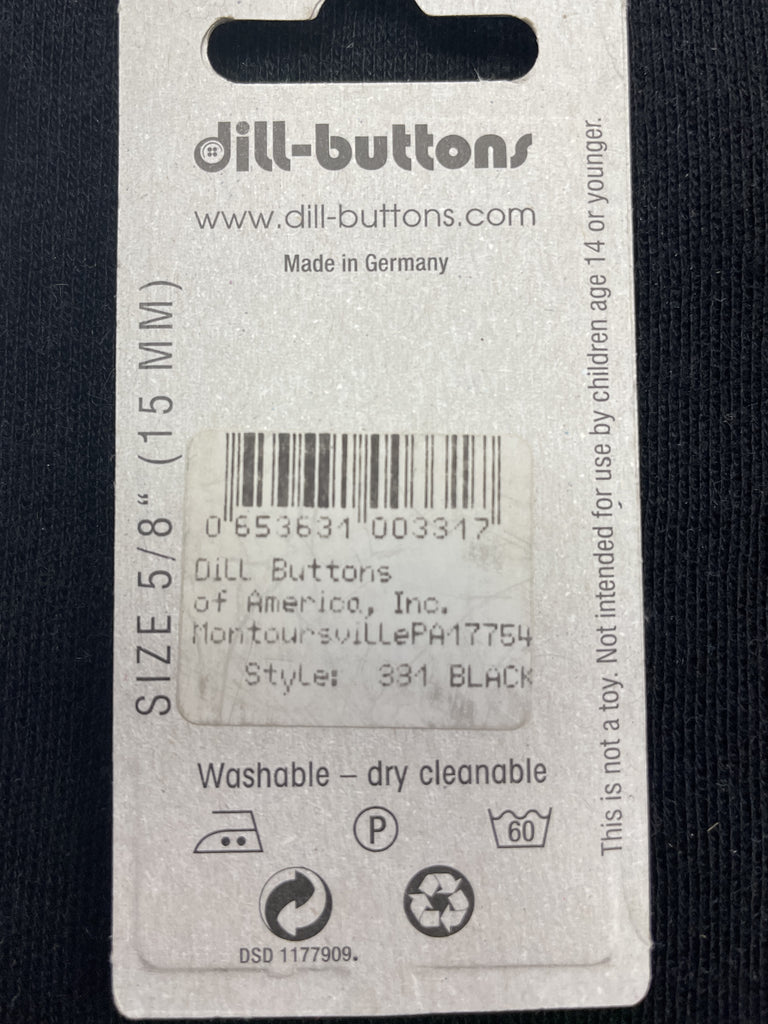 dill-buttons
www.dill-buttons.com
Made in Germany
SIZE 5/8“ (15 MM)
This is not a toy. Not intended for use by children age 14 or younger.
0 653631 003317
Dill Buttons
of America, Inc.
MontoursvillePA17754
Style: 331 BLACK
Washable – dry cleanable
P
60
DSD 1177909.